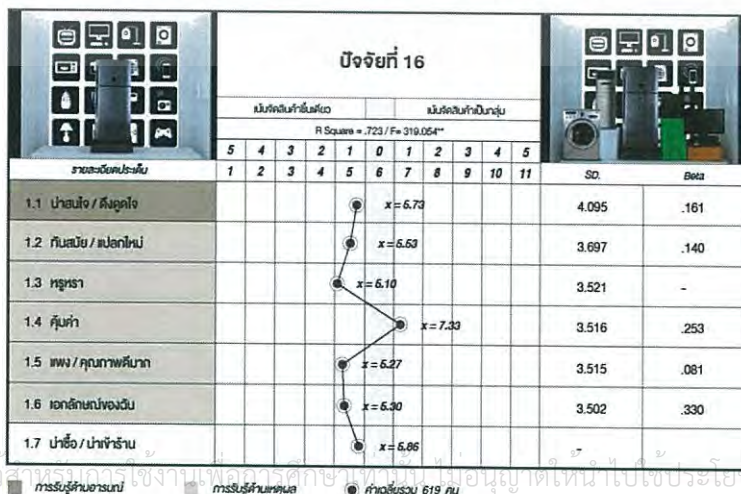 ปัจจัยที่ 16
เน้นจัดสินค้าชิ้นเดียว เน้นจัดสินค้าเป็นกลุ่ม
R Square = .723 / F= 319.054**
5 4 3 2 1 0 1 2 3 4 5
รายละเอียดประเด็น 1 2 3 4 5 6 7 8 9 10 11 SD. Beta
1.1 น่าสนใจ / ดึงดูดใจ x = 5.73 4.095 .161
1.2 ทันสมัย / แปลกใหม่ x = 5.53 3.697 .140
1.3 หรูหรา x = 5.10 3.521 -
1.4 คุ้มค่า x = 7.33 3.516 .253
1.5 แพง / คุณภาพดีมาก x = 5.27 3.515 .081
1.6 เอกลักษณ์ของฉัน x = 5.30 3.502 .330
1.7 น่าซื้อ / น่าเข้าร้าน x = 5.86 -
สำหรับการใช้งานเพื่อการศึกษาเท่านั้น ไม่อนุญาตให้นำไปใช้ประโย
การรับรู้ด้านอารมณ์ การรับรู้ด้านเหตุผล ค่าเฉลี่ยรวม 619 คน